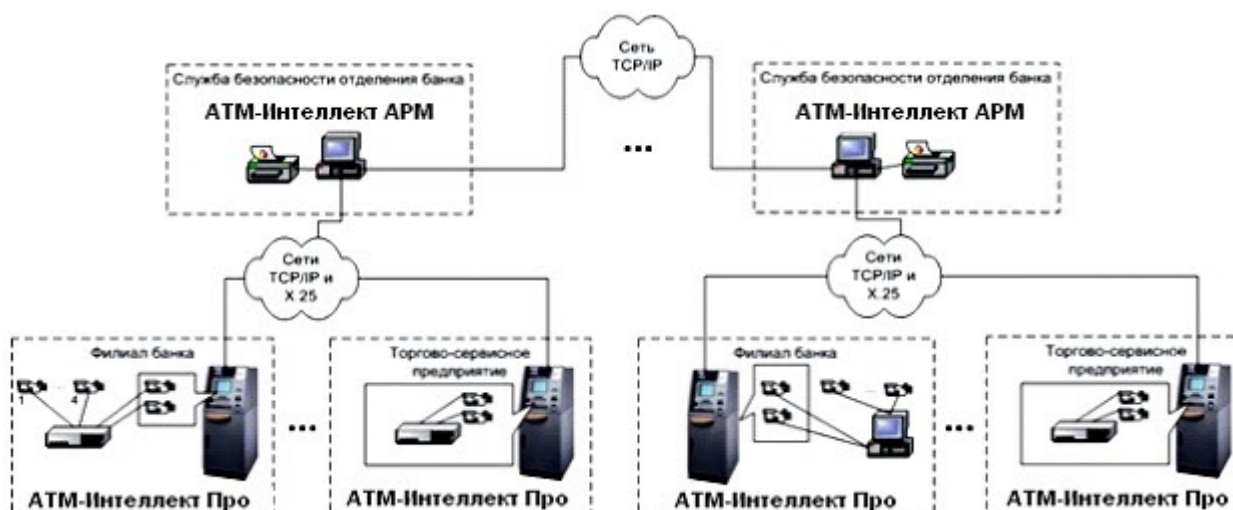 Сеть
TCP/IP
Служба безопасности отделения банка
АТМ-Интеллект АРМ
...
Служба безопасности отделения банка
АТМ-Интеллект АРМ
Сети
TCP/IP и
X.25
Сети
TCP/IP и
X.25
Филиал банка
1 ... 4
...
АТМ-Интеллект Про
Торгово-сервисное
предприятие
АТМ-Интеллект Про
Филиал банка
...
...
АТМ-Интеллект Про
Торгово-сервисное
предприятие
АТМ-Интеллект Про